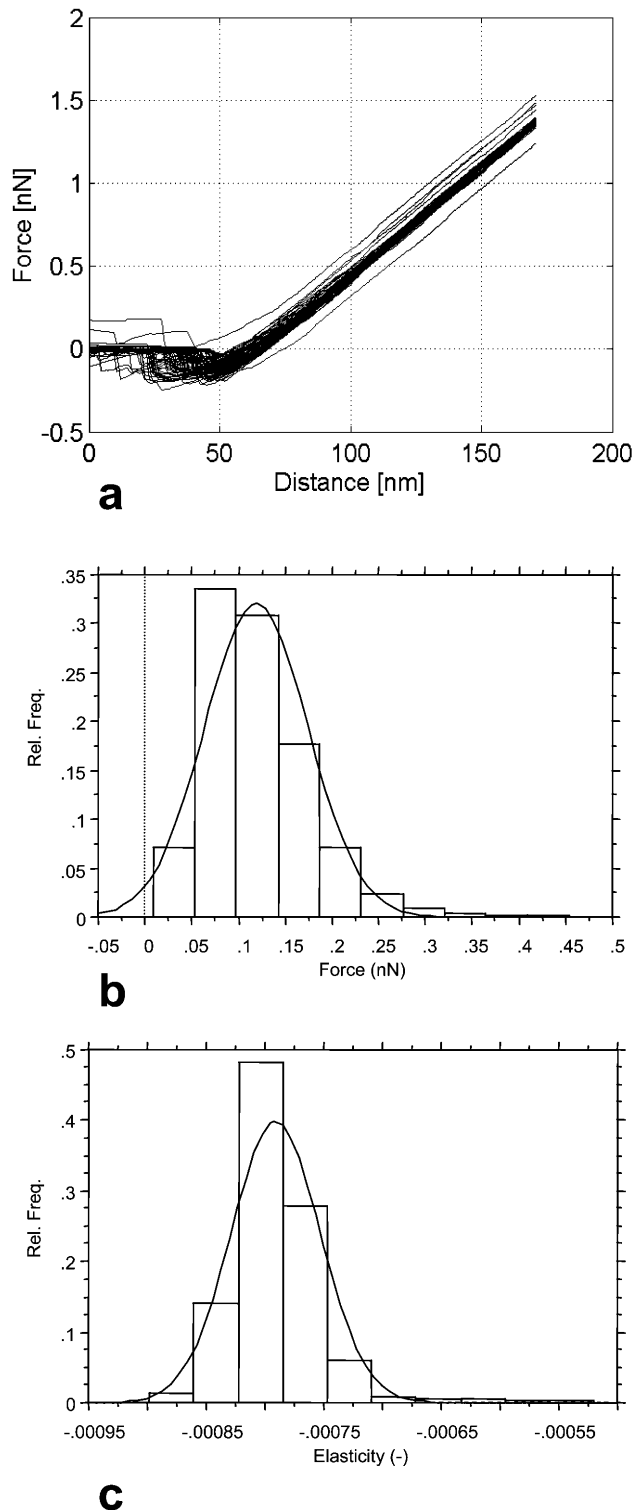 2
1.5
1
0.5
0
-0.5
Force [nN]
0 50 100 150 200
Distance [nm]
a
.35
.3
.25
.2
.15
.1
.05
0
Rel. Freq.
-.05 0 .05 .1 .15 .2 .25 .3 .35 .4 .45 .5
Force (nN)
b
.5
.4
.3
.2
.1
0
Rel. Freq.
-.00095 -.00085 -.00075 -.00065 -.00055
Elasticity (-)
c